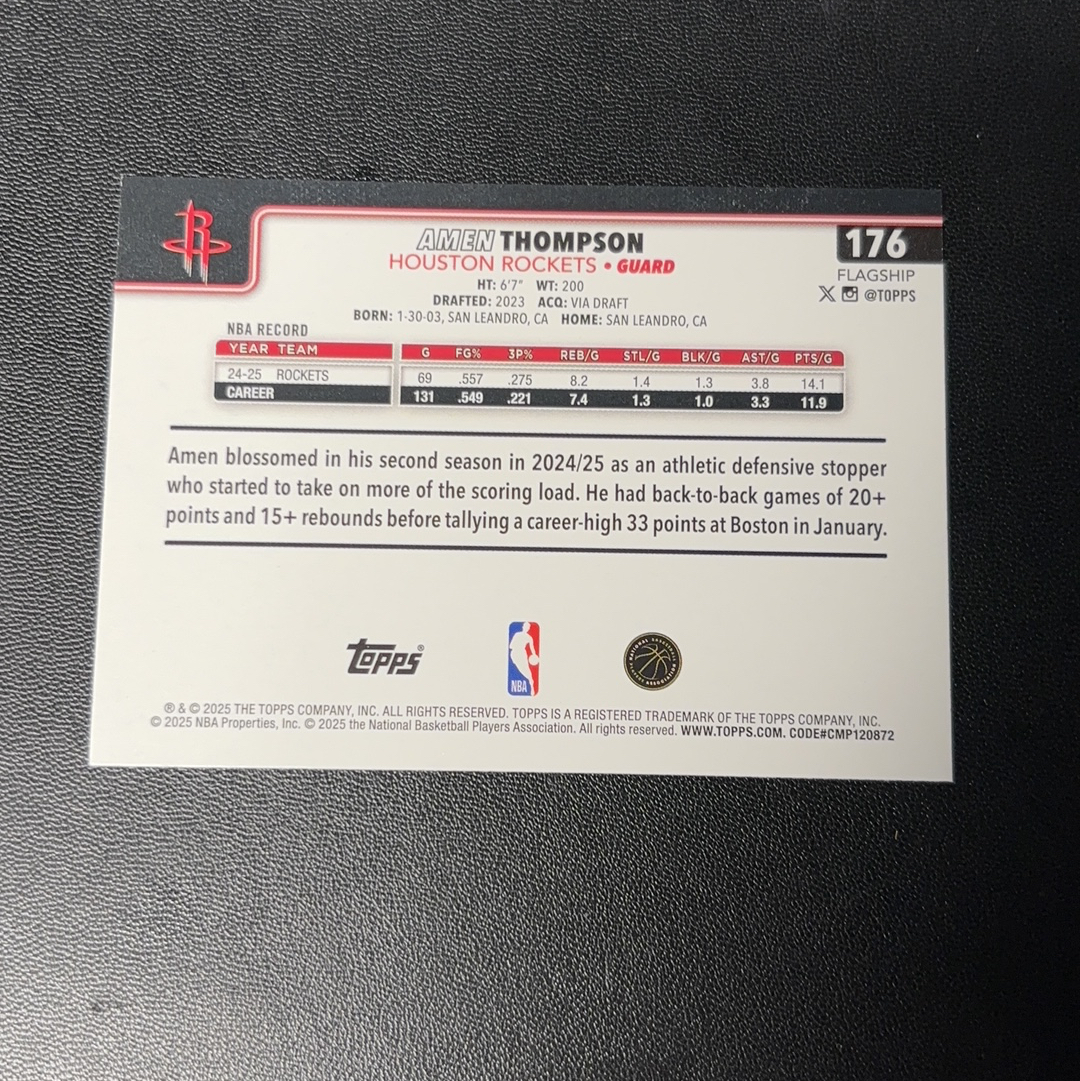 R
AMEN THOMPSON
176
HOUSTON ROCKETS • GUARD
FLAGSHIP
HT: 6'7" WT: 200
@TOPPS
DRAFTED: 2023 ACQ: VIA DRAFT
BORN: 1-30-03, SAN LEANDRO, CA HOME: SAN LEANDRO, CA
NBA RECORD
YEAR TEAM G FG% 3P% REB/G STL/G BLK/G AST/G PTS/G
24-25 ROCKETS 69 .557 .275 8.2 1.4 1.3 3.8 14.1
CAREER 131 .549 .221 7.4 1.3 1.0 3.3 11.9
Amen blossomed in his second season in 2024/25 as an athletic defensive stopper
who started to take on more of the scoring load. He had back-to-back games of 20+
points and 15+ rebounds before tallying a career-high 33 points at Boston in January.
Topps®
NBA
NATIONAL BASKETBALL PLAYERS ASSOCIATION
® & © 2025 THE TOPPS COMPANY, INC. ALL RIGHTS RESERVED. TOPPS IS A REGISTERED TRADEMARK OF THE TOPPS COMPANY, INC.
© 2025 NBA Properties, Inc. © 2025 the National Basketball Players Association. All rights reserved. WWW.TOPPS.COM. CODE#CMP120872